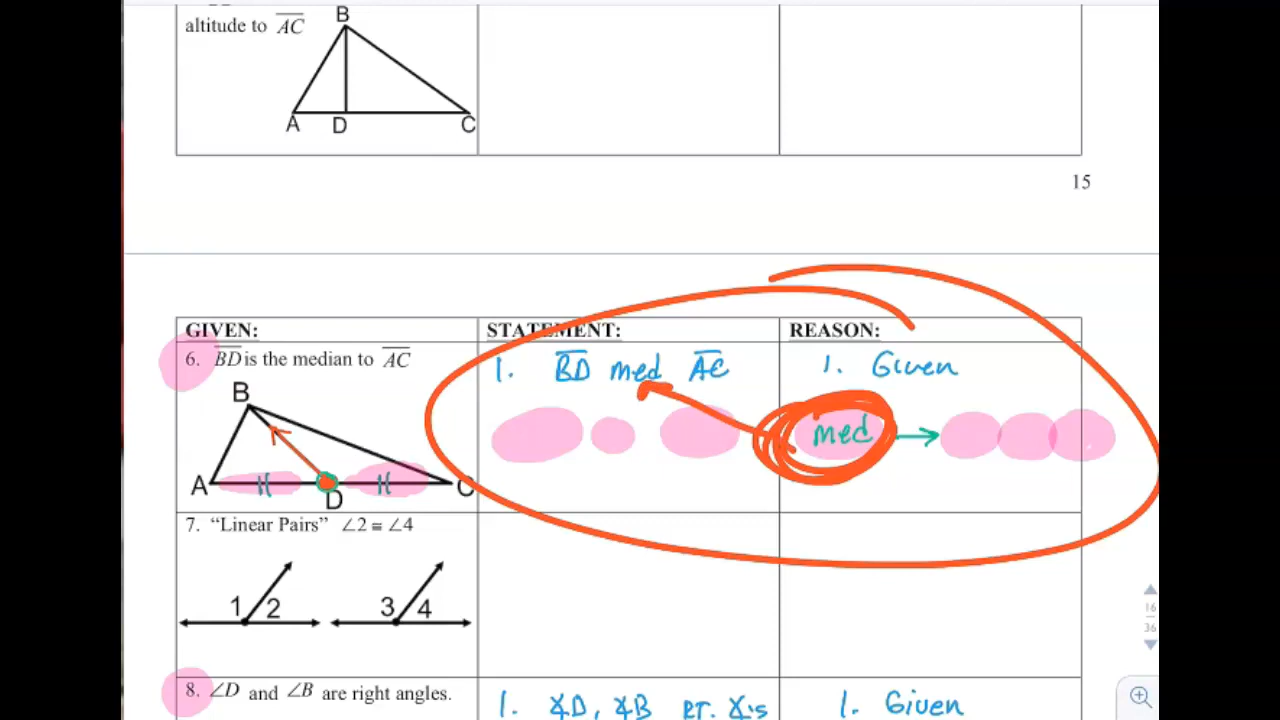 altitude to AC
B
A D C
15
GIVEN: STATEMENT: REASON:
6. BD is the median to AC
B
A D C
1. BD med AC
1. Given
med →
7. “Linear Pairs” ∠2 ≅ ∠4
1 2 3 4
8. ∠D and ∠B are right angles.
1. ∡D, ∡B RT. ∡'s
1. Given
16
36